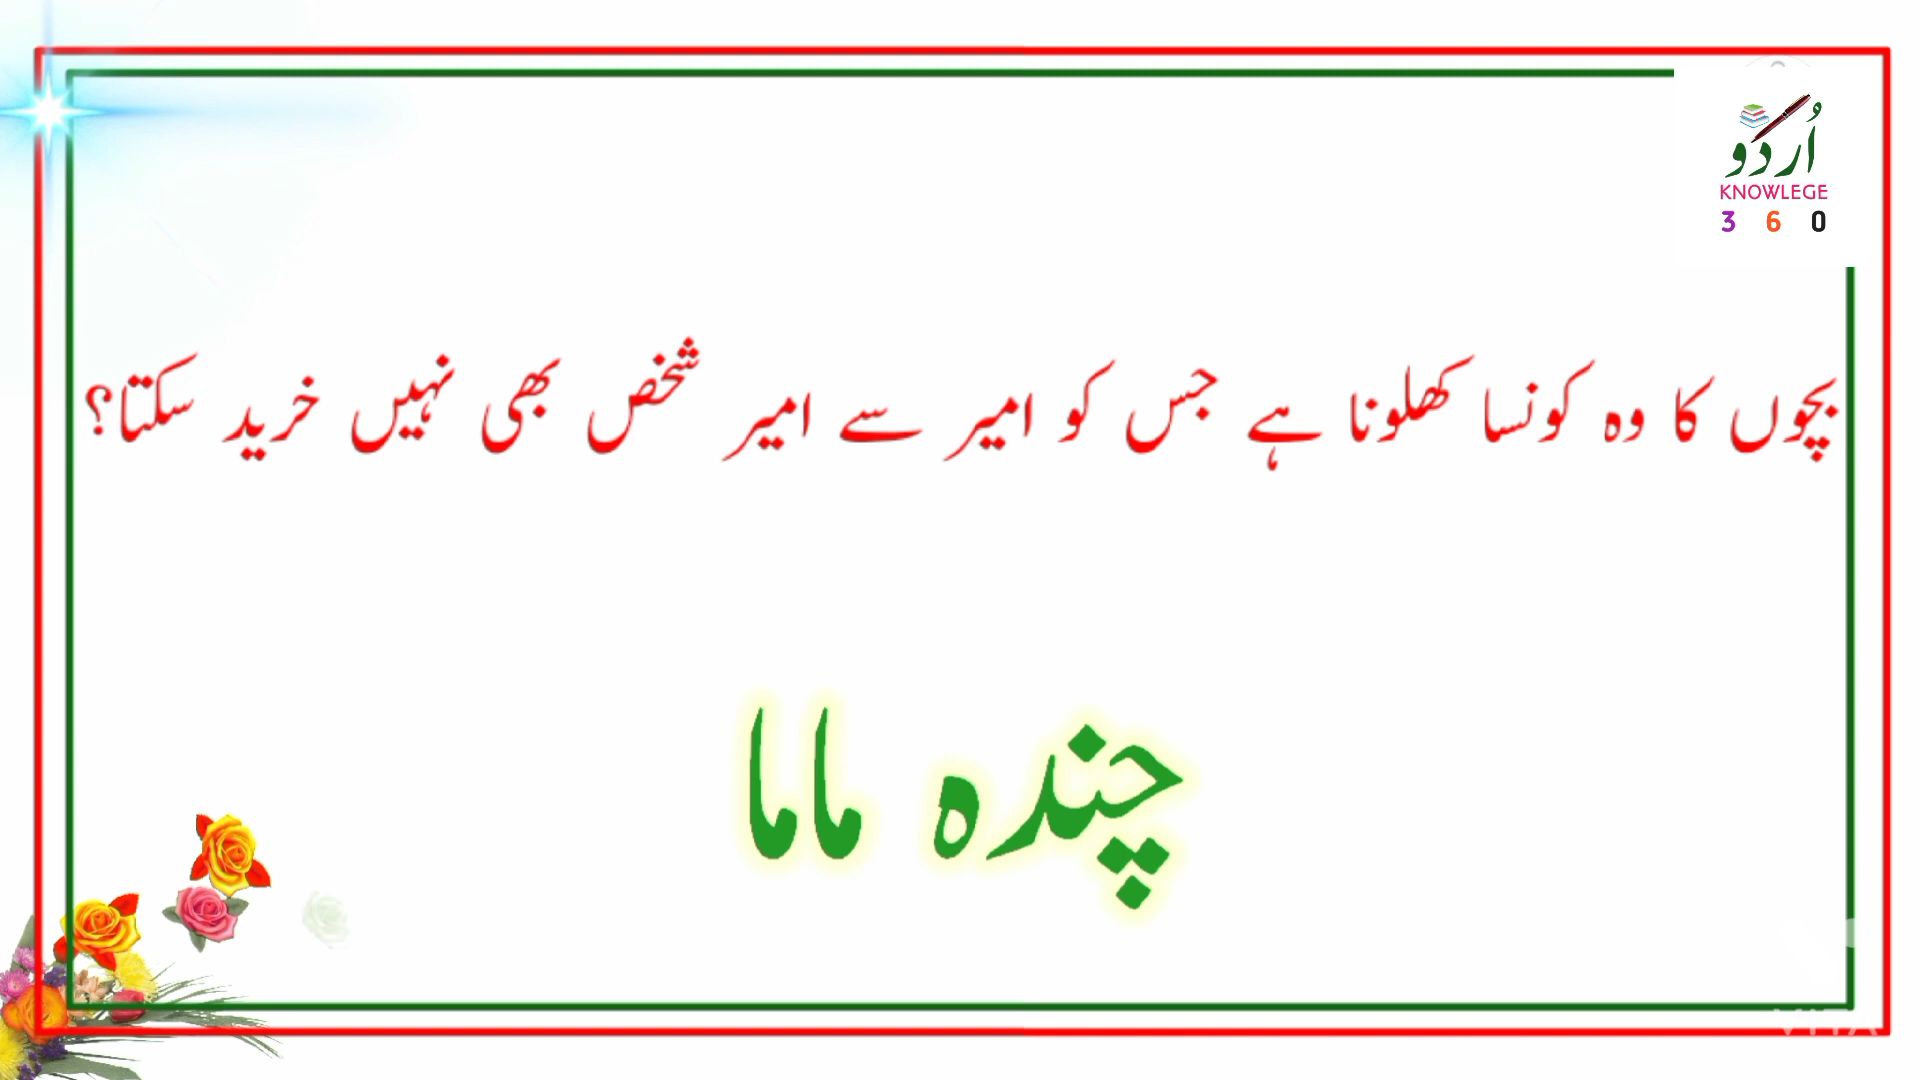 اُردو
KNOWLEGE
3 6 0
بچوں کا وہ کونسا کھلونا ہے جس کو امیر سے امیر شخص بھی نہیں خرید سکتا؟
چندہ ماما
VITA